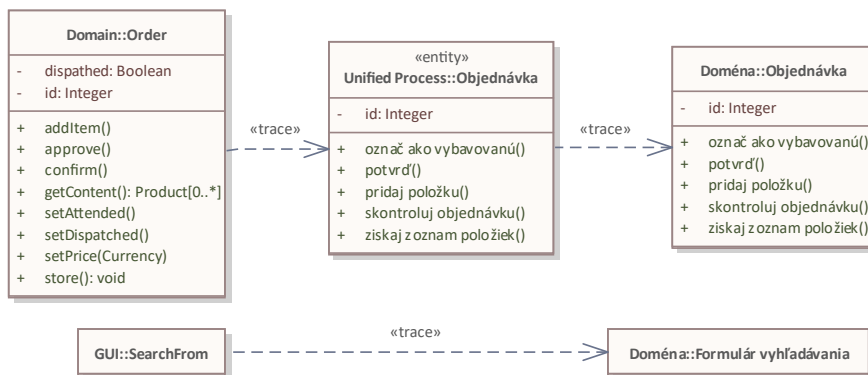 Domain::Order
- dispathed: Boolean
- id: Integer
+ addItem()
+ approve()
+ confirm()
+ getContent(): Product[0..*]
+ setAttended()
+ setDispatched()
+ setPrice(Currency)
+ store(): void
«trace»
«entity»
Unified Process::Objednávka
- id: Integer
+ označ ako vybavovanú()
+ potvrď()
+ pridaj položku()
+ skontroluj objednávku()
+ ziskaj zoznam položiek()
«trace»
Doména::Objednávka
- id: Integer
+ označ ako vybavovanú()
+ potvrď()
+ pridaj položku()
+ skontroluj objednávku()
+ ziskaj zoznam položiek()
GUI::SearchFrom
«trace»
Doména::Formulár vyhľadávania